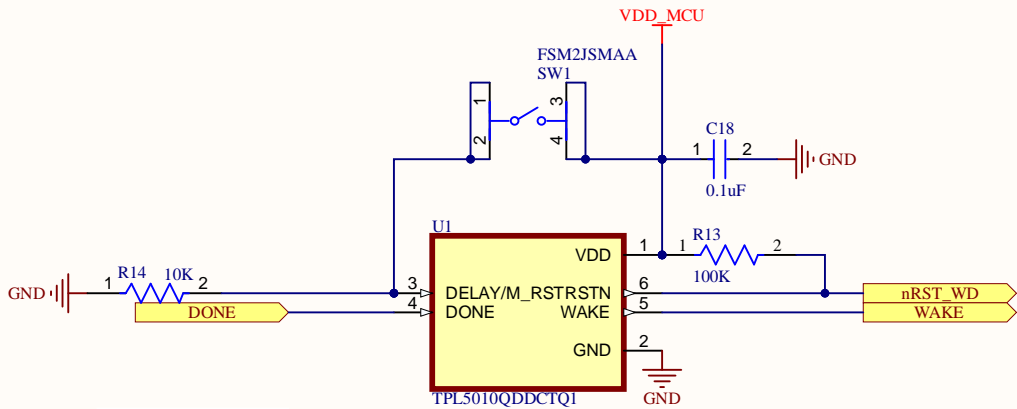 VDD_MCU
FSM2JSMAA
SW1
1
2
3
4
C18
1
2
0.1uF
GND
U1
VDD
1
1
R13
2
100K
R14
10K
1
2
GND
DONE
3
4
DELAY/M_RSTRSTN
DONE
WAKE
GND
6
5
2
nRST_WD
WAKE
GND
TPL5010QDDCTQ1